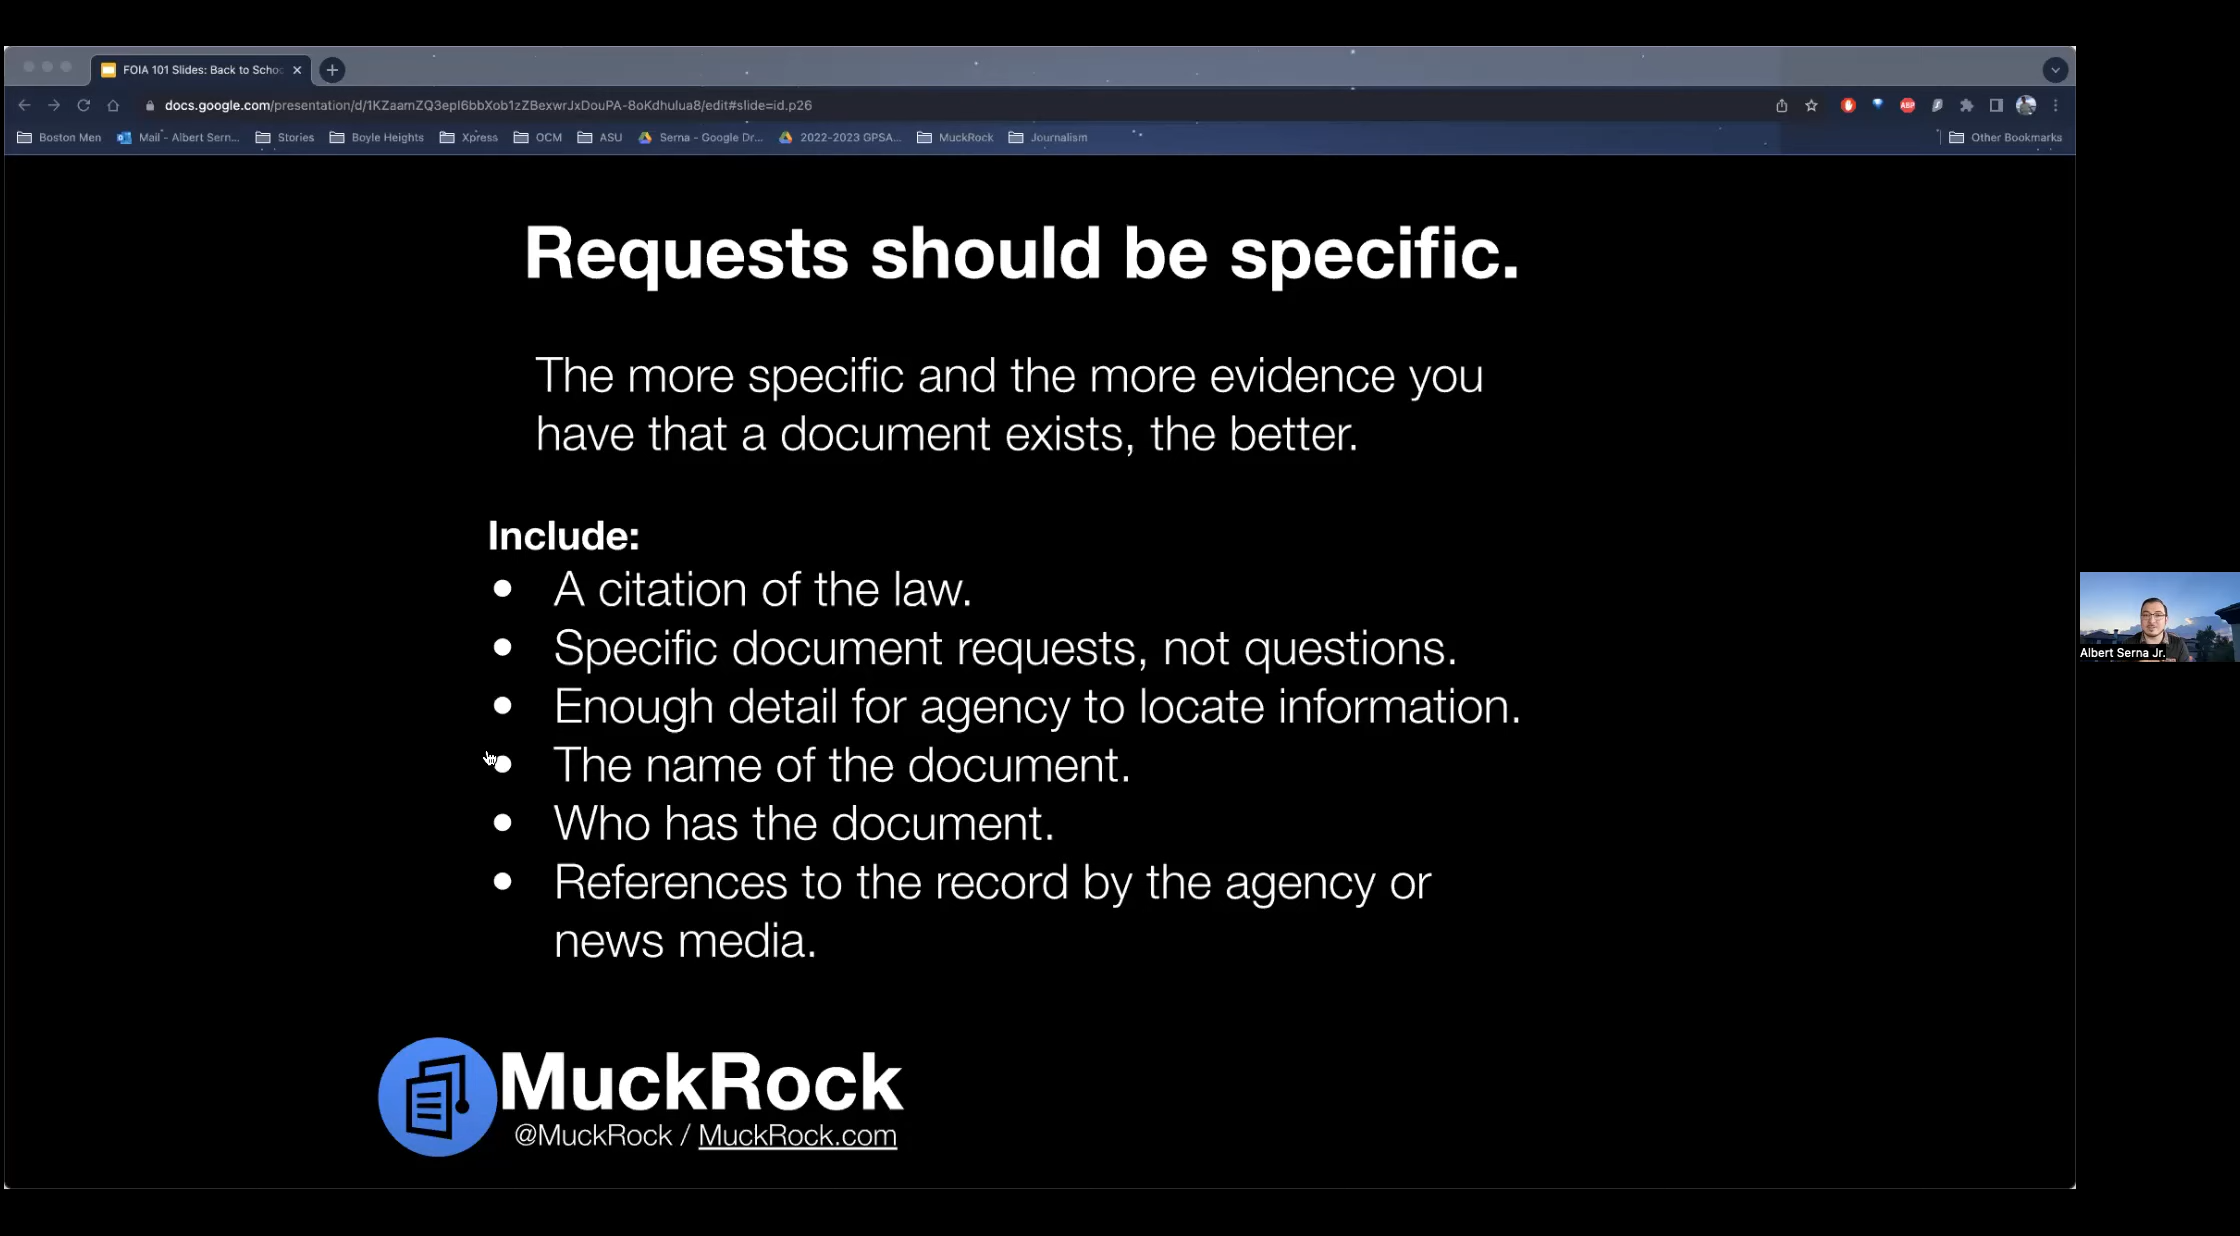 FOIA 101 Slides: Back to Schoo
docs.google.com/presentation/d/1KZaamZQ3epI6bbXob1zZBexwrJxDouPA-8oKdhulua8/edit#slide=id.p26
ABP
Boston Men
Mail - Albert Sern...
Stories
Boyle Heights
Xpress
OCM
ASU
Serna - Google Dr...
2022-2023 GPSA...
MuckRock
Journalism
Other Bookmarks
Requests should be specific.
The more specific and the more evidence you
have that a document exists, the better.
Include:
● A citation of the law.
● Specific document requests, not questions.
● Enough detail for agency to locate information.
● The name of the document.
● Who has the document.
● References to the record by the agency or
news media.
MuckRock
@MuckRock / MuckRock.com
Albert Serna Jr.